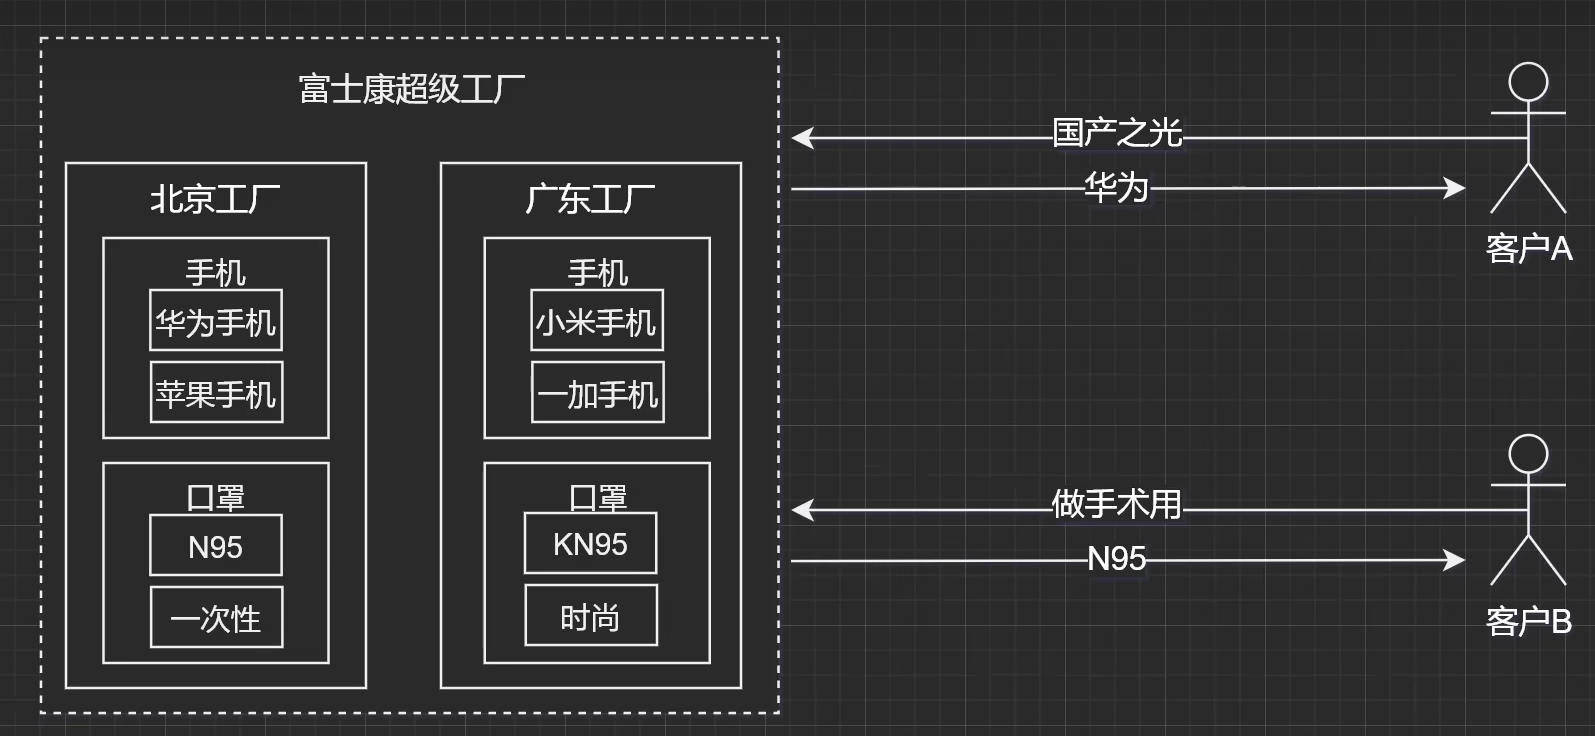 富士康超级工厂
北京工厂
手机
华为手机
苹果手机
口罩
N95
一次性
广东工厂
手机
小米手机
一加手机
口罩
KN95
时尚
国产之光
华为
客户A
做手术用
N95
客户B